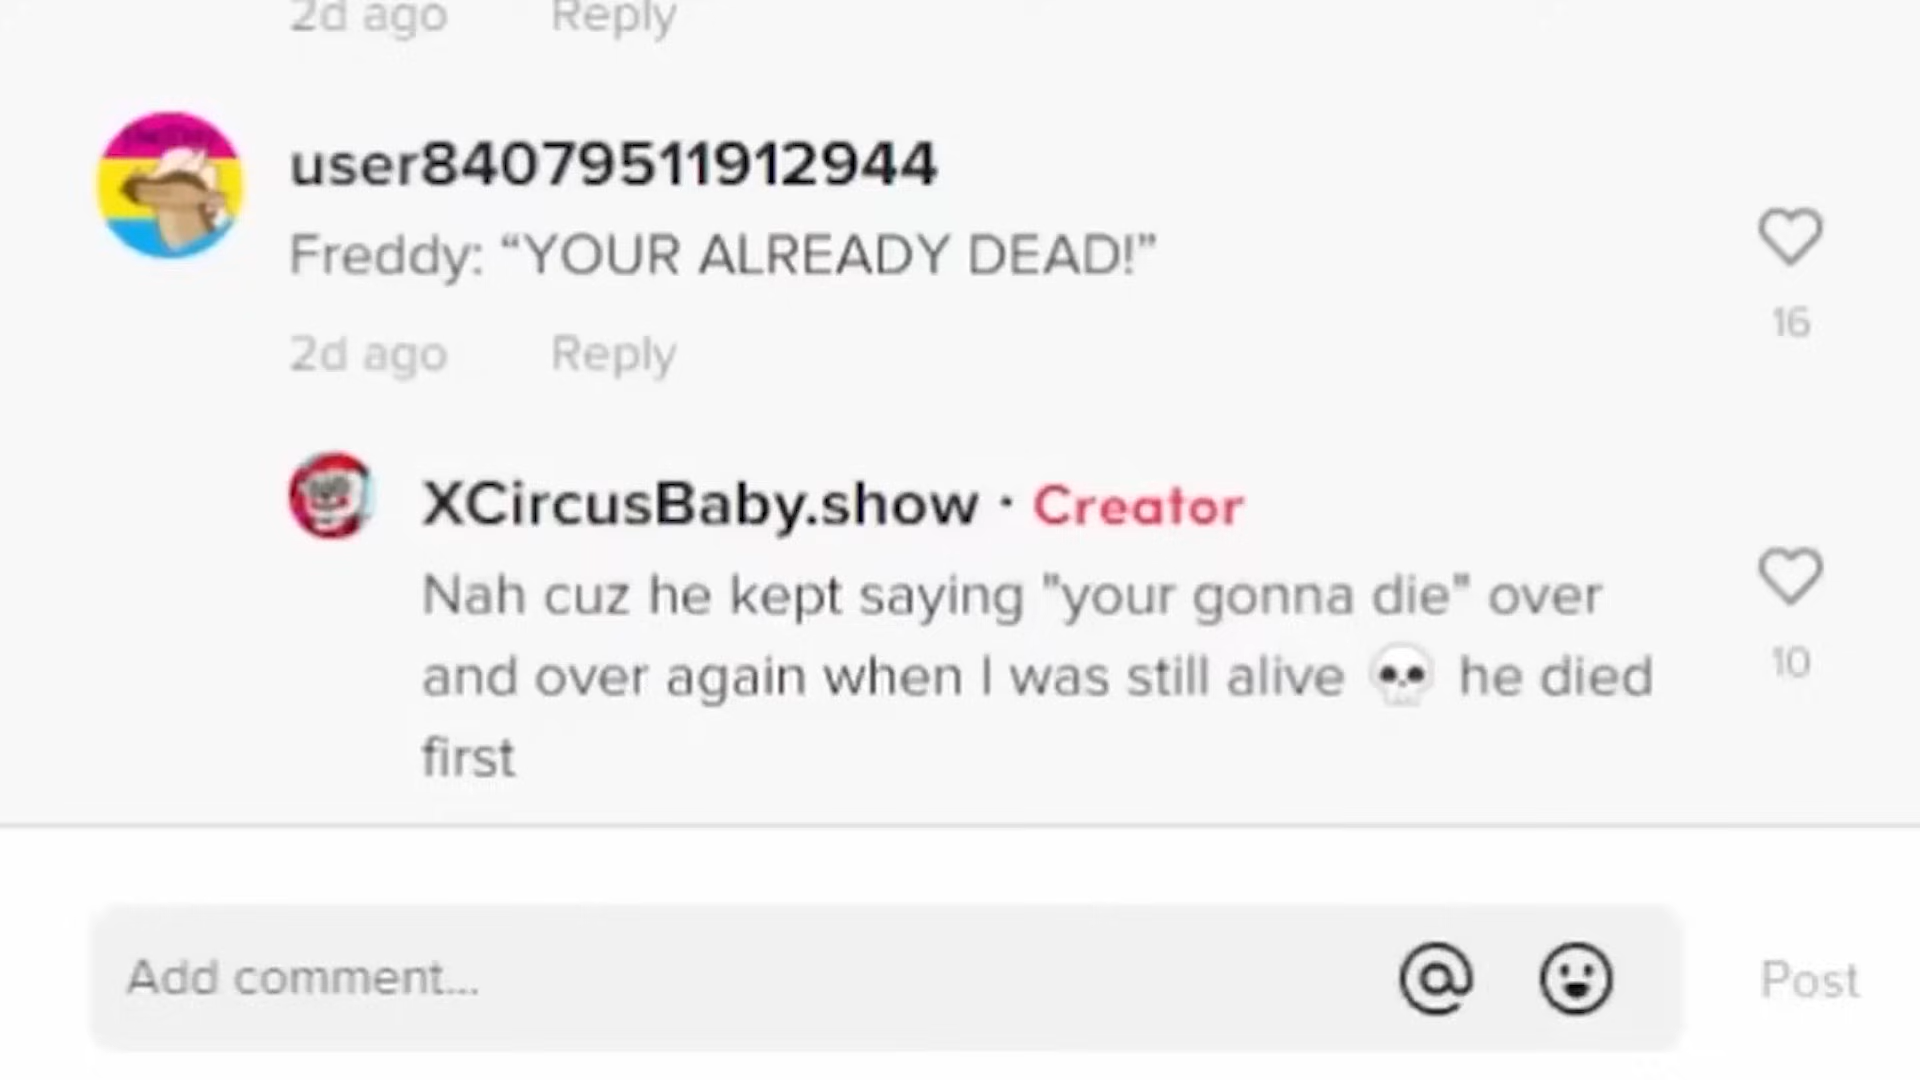 2d ago Reply
user84079511912944
Freddy: “YOUR ALREADY DEAD!”
16
2d ago Reply
XCircusBaby.show · Creator
Nah cuz he kept saying "your gonna die" over
and over again when I was still alive 💀 he died
first
10
Add comment...
Post